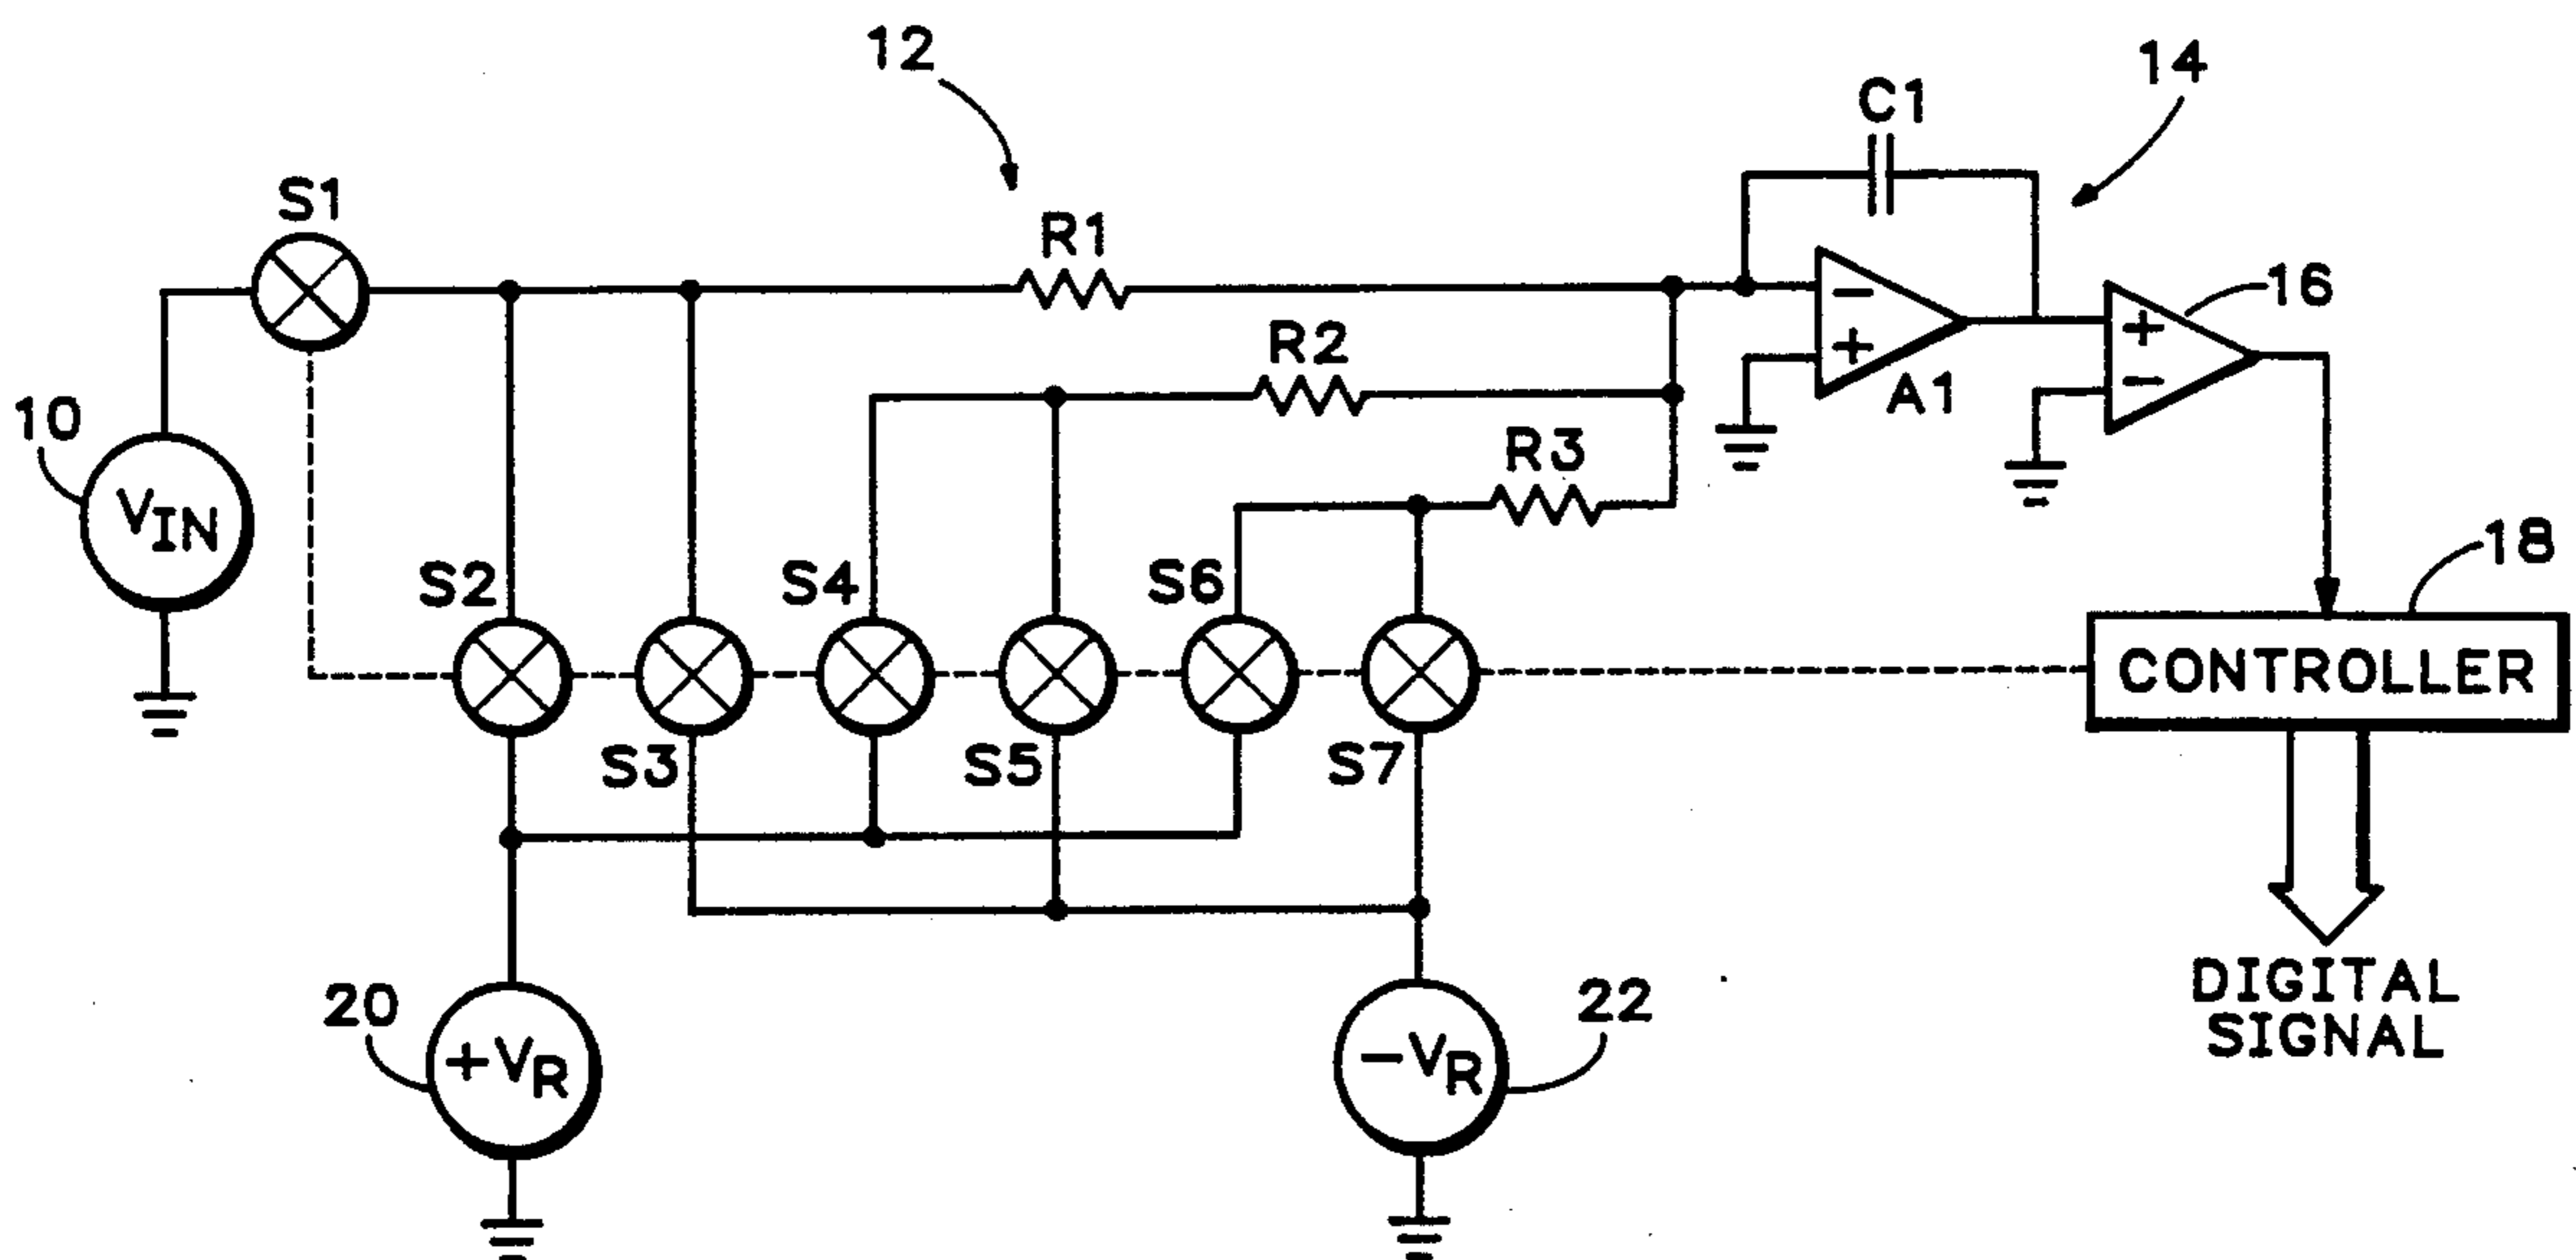 12
14
C1
S1
R1
16
R2
A1
10
R3
VIN
18
S2
S4
S6
CONTROLLER
S3
S5
S7
20
22
+VR
-VR
DIGITAL
SIGNAL